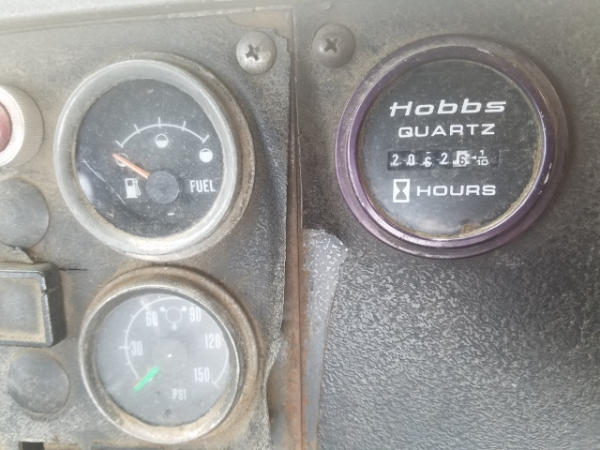 Hobbs
QUARTZ
2062 1/10
HOURS
FUEL
30 60 90 120 150
PSI